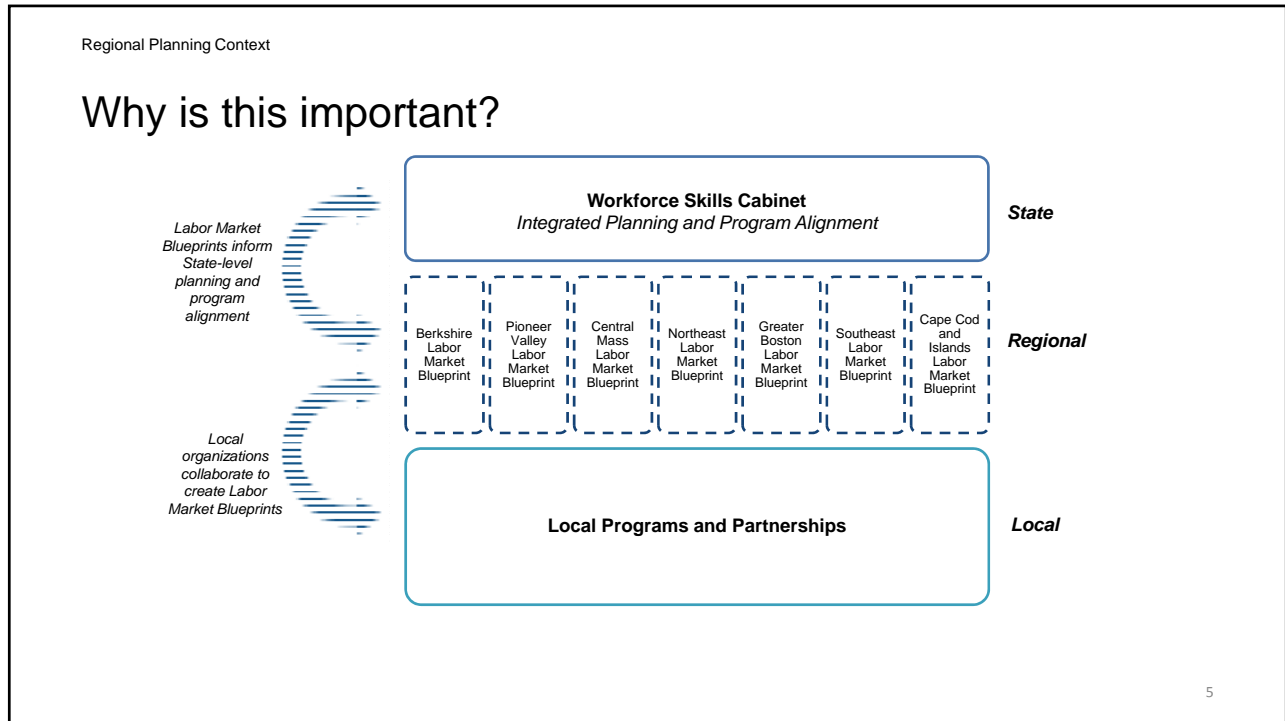 Regional Planning Context
Why is this important?
Labor Market
Blueprints inform
State-level
planning and
program
alignment
Workforce Skills Cabinet
Integrated Planning and Program Alignment
State
Berkshire
Labor
Market
Blueprint
Pioneer
Valley
Labor
Market
Blueprint
Central
Mass
Labor
Market
Blueprint
Northeast
Labor
Market
Blueprint
Greater
Boston
Labor
Market
Blueprint
Southeast
Labor
Market
Blueprint
Cape Cod
and
Islands
Labor
Market
Blueprint
Regional
Local
organizations
collaborate to
create Labor
Market Blueprints
Local Programs and Partnerships
Local
5